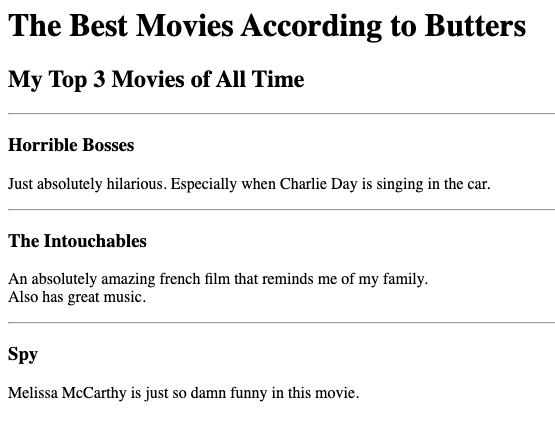 The Best Movies According to Butters
My Top 3 Movies of All Time
Horrible Bosses
Just absolutely hilarious. Especially when Charlie Day is singing in the car.
The Intouchables
An absolutely amazing french film that reminds me of my family.
Also has great music.
Spy
Melissa McCarthy is just so damn funny in this movie.